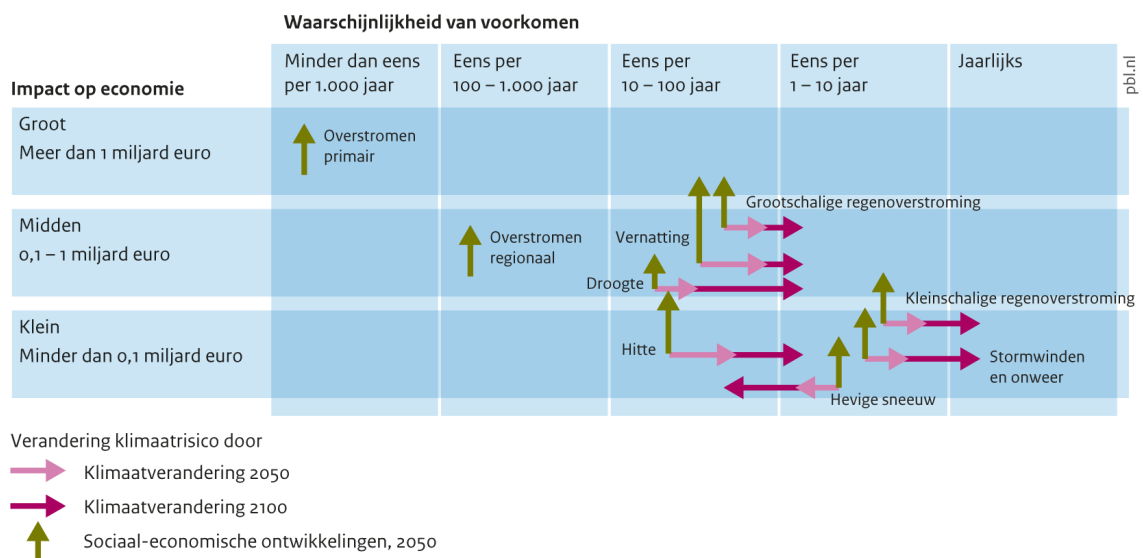 Waarschijnlijkheid van voorkomen
Impact op economie
Minder dan eens
per 1.000 jaar
Eens per
100 – 1.000 jaar
Eens per
10 – 100 jaar
Eens per
1 – 10 jaar
Jaarlijks
pbl.nl
Groot
Meer dan 1 miljard euro
Overstromen
primair
Grootschalige regenoverstroming
Midden
0,1 – 1 miljard euro
Overstromen
regionaal
Vernatting
Droogte
Kleinschalige regenoverstroming
Klein
Minder dan 0,1 miljard euro
Hitte
Stormwinden
en onweer
Hevige sneeuw
Verandering klimaatrisico door
Klimaatverandering 2050
Klimaatverandering 2100
Sociaal-economische ontwikkelingen, 2050